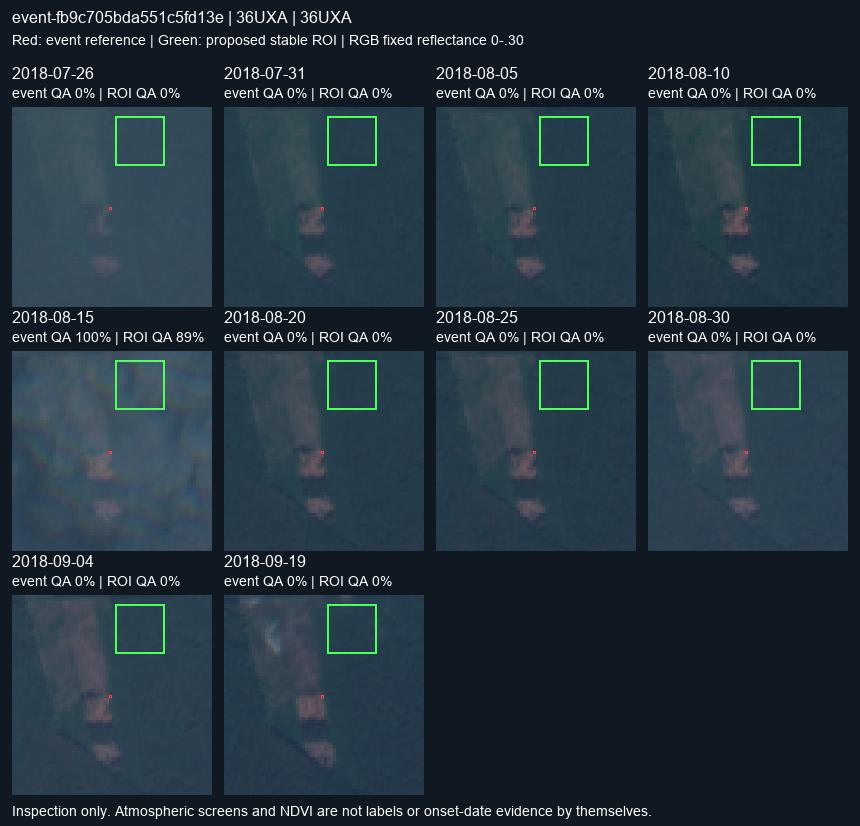 event-fb9c705bda551c5fd13e | 36UXA | 36UXA
Red: event reference | Green: proposed stable ROI | RGB fixed reflectance 0-.30
2018-07-26
event QA 0% | ROI QA 0%
2018-07-31
event QA 0% | ROI QA 0%
2018-08-05
event QA 0% | ROI QA 0%
2018-08-10
event QA 0% | ROI QA 0%
2018-08-15
event QA 100% | ROI QA 89%
2018-08-20
event QA 0% | ROI QA 0%
2018-08-25
event QA 0% | ROI QA 0%
2018-08-30
event QA 0% | ROI QA 0%
2018-09-04
event QA 0% | ROI QA 0%
2018-09-19
event QA 0% | ROI QA 0%
Inspection only. Atmospheric screens and NDVI are not labels or onset-date evidence by themselves.